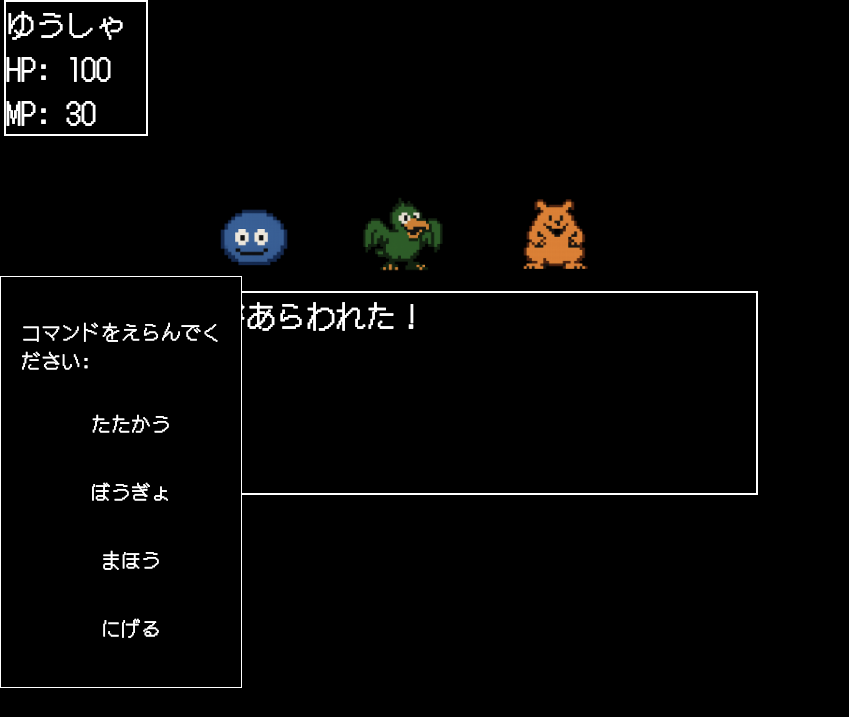 ゆうしゃ
HP: 100
MP: 30
があらわれた！
コマンドをえらんでく
ださい:
たたかう
ぼうぎょ
まほう
にげる